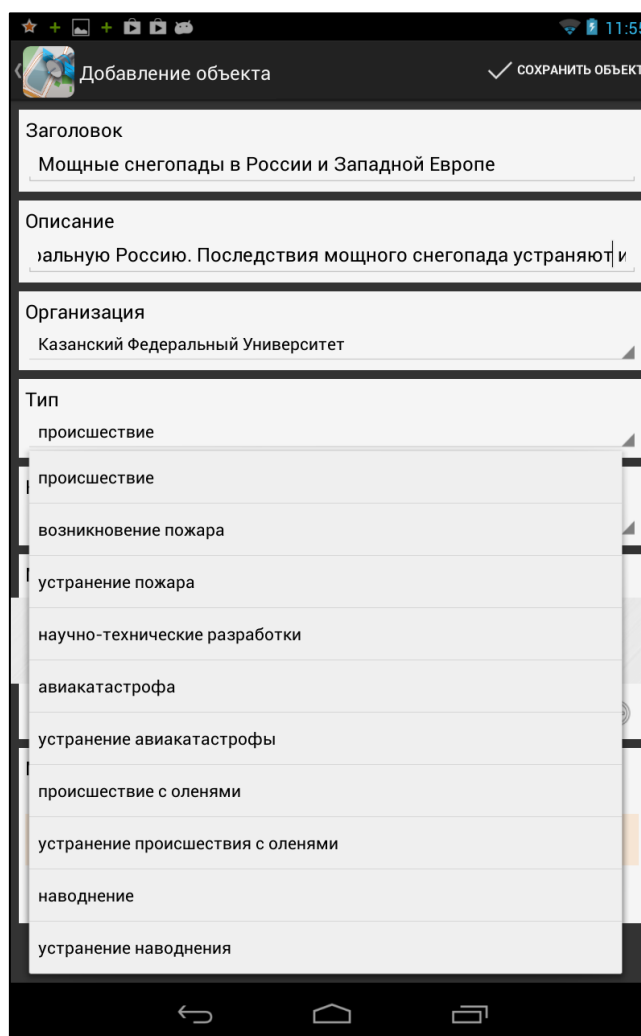 11:55
Добавление объекта
СОХРАНИТЬ ОБЪЕКТ
Заголовок
Мощные снегопады в России и Западной Европе
Описание
ральную Россию. Последствия мощного снегопада устраняют и
Организация
Казанский Федеральный Университет
Тип
происшествие
происшествие
возникновение пожара
устранение пожара
научно-технические разработки
авиакатастрофа
устранение авиакатастрофы
происшествие с оленями
устранение происшествия с оленями
наводнение
устранение наводнения